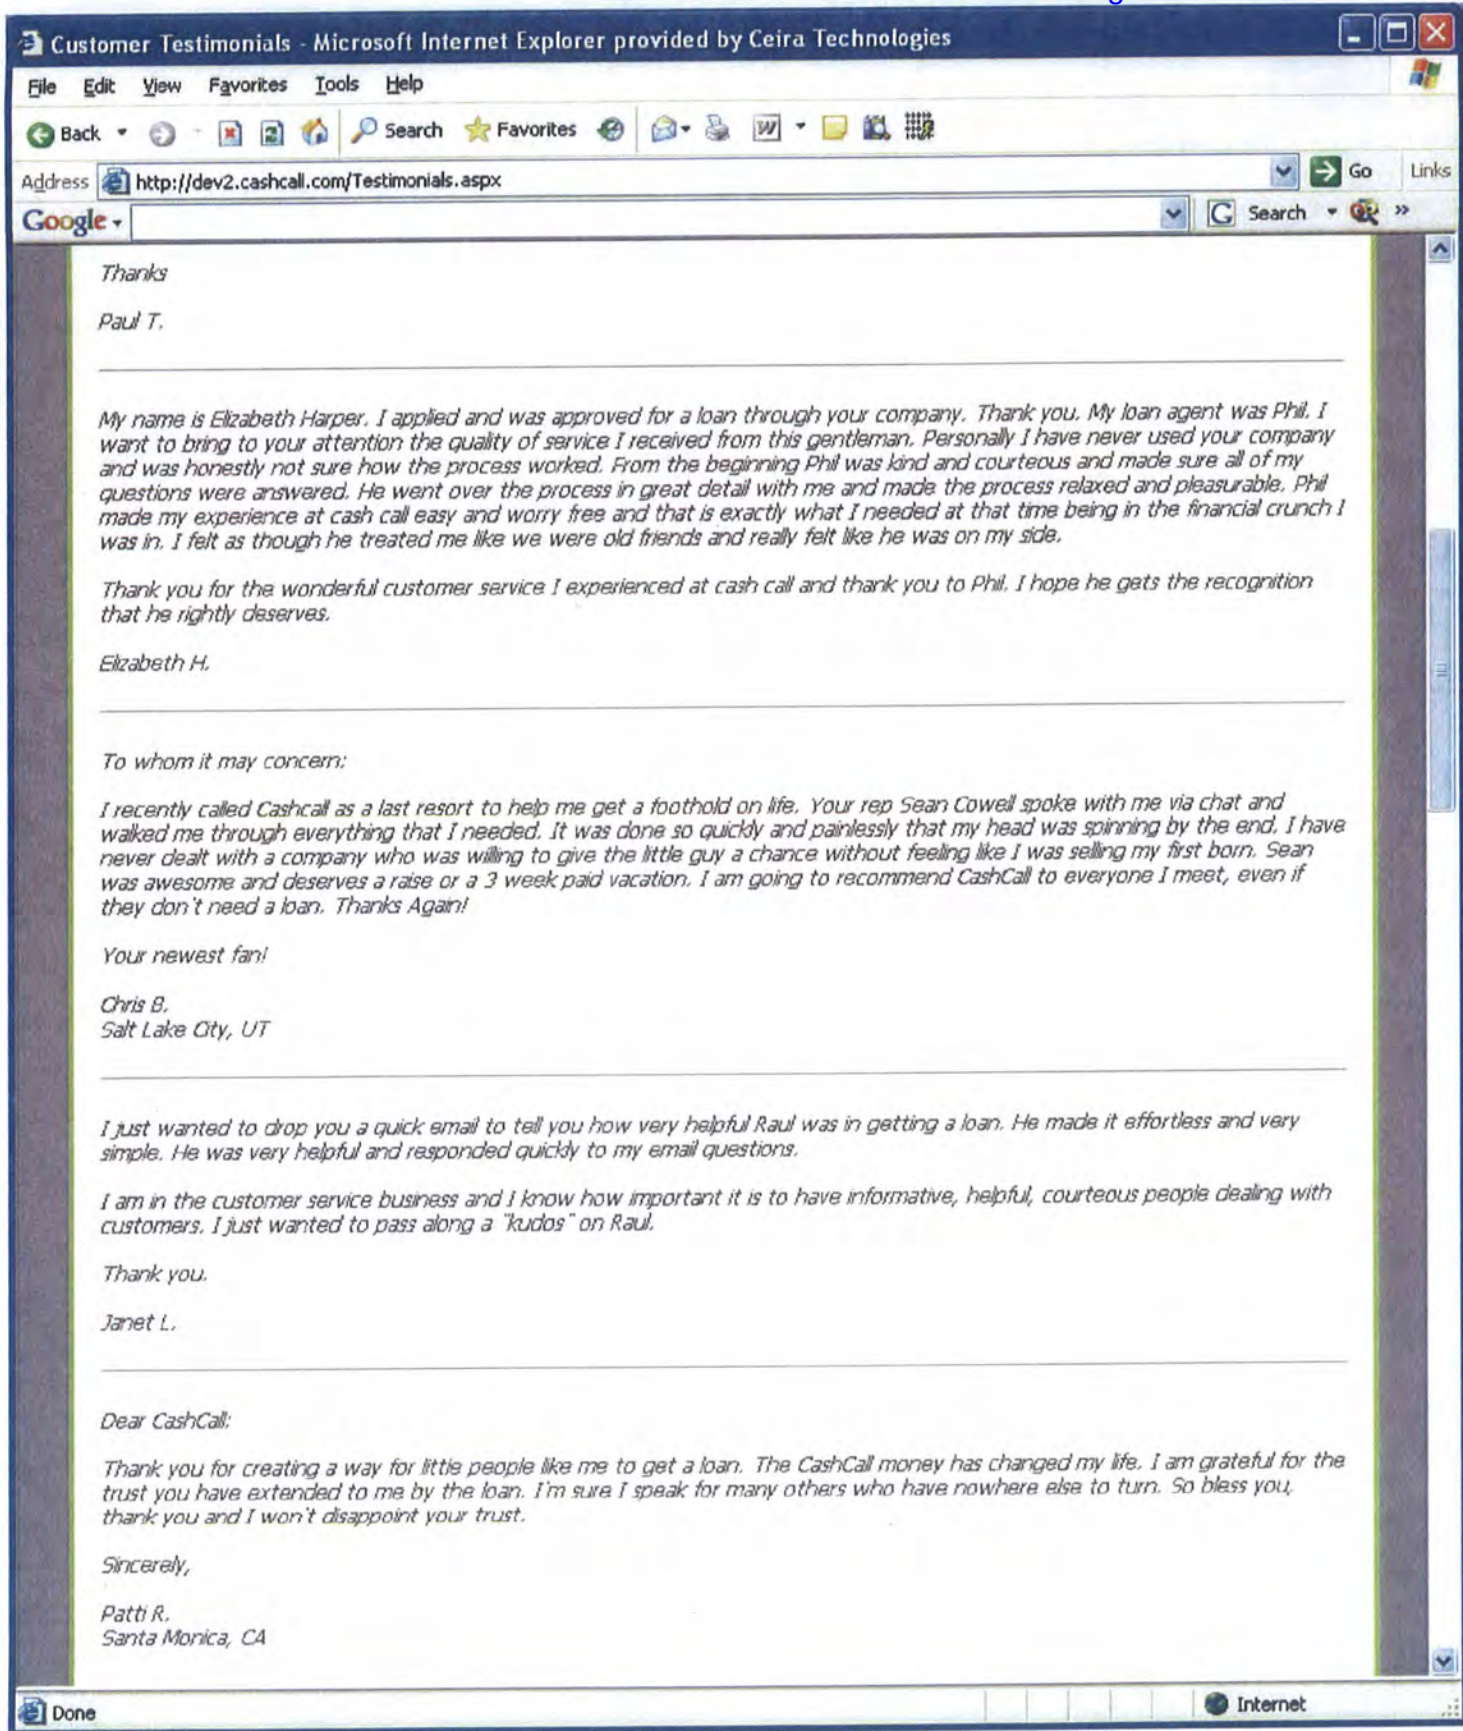 Customer Testimonials - Microsoft Internet Explorer provided by Ceira Technologies
File Edit View Favorites Tools Help
Back Search Favorites
Address http://dev2.cashcall.com/Testimonials.aspx Go Links
Google Search »
Thanks
Paul T.
My name is Elizabeth Harper. I applied and was approved for a loan through your company. Thank you. My loan agent was Phil. I
want to bring to your attention the quality of service I received from this gentleman. Personally I have never used your company
and was honestly not sure how the process worked. From the beginning Phil was kind and courteous and made sure all of my
questions were answered. He went over the process in great detail with me and made the process relaxed and pleasurable. Phil
made my experience at cash call easy and worry free and that is exactly what I needed at that time being in the financial crunch I
was in. I felt as though he treated me like we were old friends and really felt like he was on my side.
Thank you for the wonderful customer service I experienced at cash call and thank you to Phil. I hope he gets the recognition
that he rightly deserves.
Elizabeth H.
To whom it may concern:
I recently called Cashcall as a last resort to help me get a foothold on life. Your rep Sean Cowell spoke with me via chat and
walked me through everything that I needed. It was done so quickly and painlessly that my head was spinning by the end. I have
never dealt with a company who was willing to give the little guy a chance without feeling like I was selling my first born. Sean
was awesome and deserves a raise or a 3 week paid vacation. I am going to recommend CashCall to everyone I meet, even if
they don't need a loan. Thanks Again!
Your newest fan!
Chris B.
Salt Lake City, UT
I just wanted to drop you a quick email to tell you how very helpful Raul was in getting a loan. He made it effortless and very
simple. He was very helpful and responded quickly to my email questions.
I am in the customer service business and I know how important it is to have informative, helpful, courteous people dealing with
customers. I just wanted to pass along a "kudos" on Raul.
Thank you.
Janet L.
Dear CashCall:
Thank you for creating a way for little people like me to get a loan. The CashCall money has changed my life. I am grateful for the
trust you have extended to me by the loan. I'm sure I speak for many others who have nowhere else to turn. So bless you,
thank you and I won't disappoint your trust.
Sincerely,
Patti R.
Santa Monica, CA
Done Internet